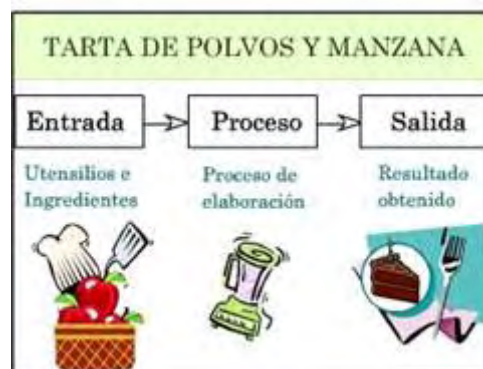 TARTA DE POLVOS Y MANZANA
Entrada
Proceso
Salida
Utensilios e
Ingredientes
Proceso de
elaboración
Resultado
obtenido